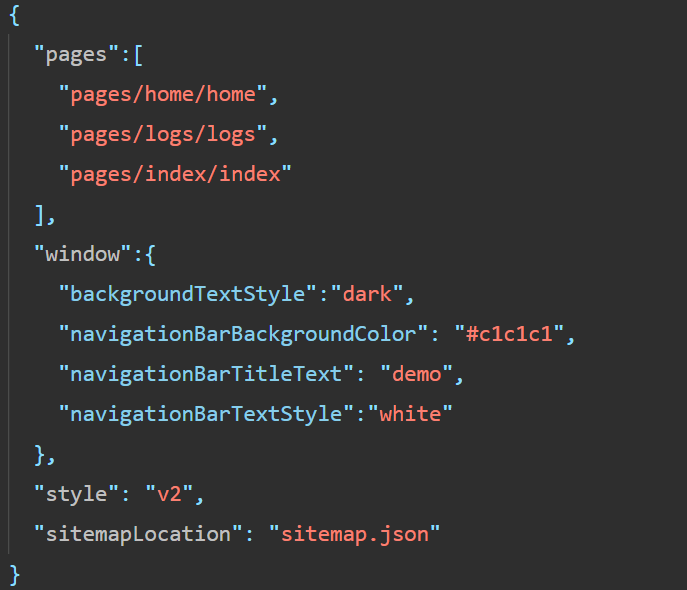 {
"pages":[
"pages/home/home",
"pages/logs/logs",
"pages/index/index"
],
"window":{
"backgroundTextStyle":"dark",
"navigationBarBackgroundColor": "#c1c1c1",
"navigationBarTitleText": "demo",
"navigationBarTextStyle":"white"
},
"style": "v2",
"sitemapLocation": "sitemap.json"
}